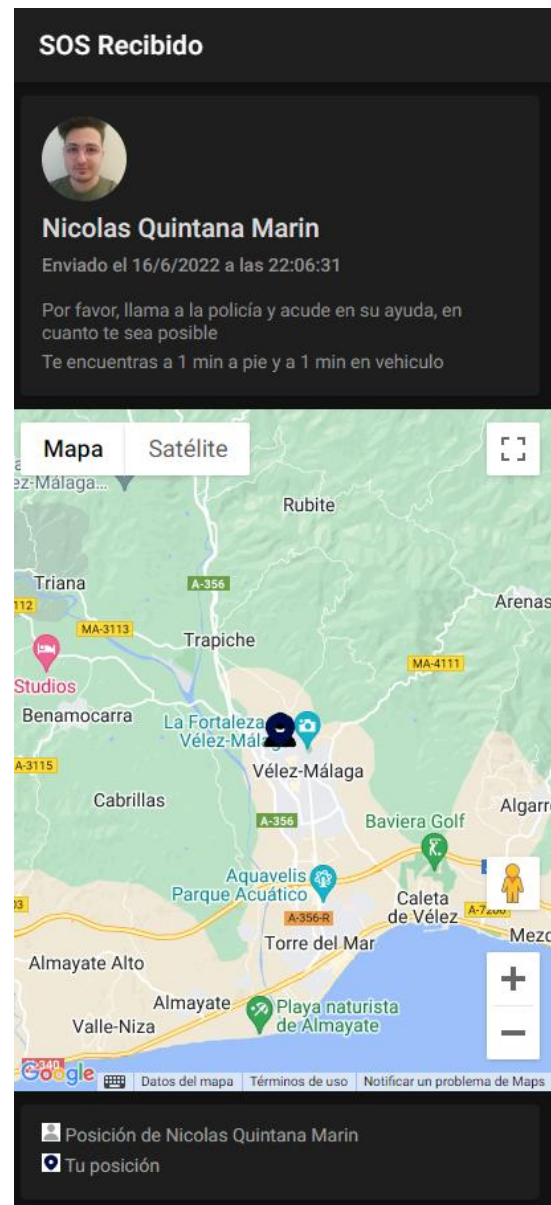 SOS Recibido
Nicolas Quintana Marin
Enviado el 16/6/2022 a las 22:06:31
Por favor, llama a la policía y acude en su ayuda, en
cuanto te sea posible
Te encuentras a 1 min a pie y a 1 min en vehiculo
Mapa
Satélite
ez-Málaga...
Rubite
Triana
A-356
Arenas
112
MA-3113
Trapiche
MA-4111
Studios
Benamocarra
La Fortaleza
Vélez-Málag
A-3115
Vélez-Málaga
Cabrillas
Algarr
A-356
Baviera Golf
Aquavelis
Parque Acuático
Caleta
de Vélez
A-356-R
Torre del Mar
Mezq
Almayate Alto
Almayate
Playa naturista
de Almayate
Valle-Niza
Google
Datos del mapa
Términos de uso
Notificar un problema de Maps
Posición de Nicolas Quintana Marin
Tu posición